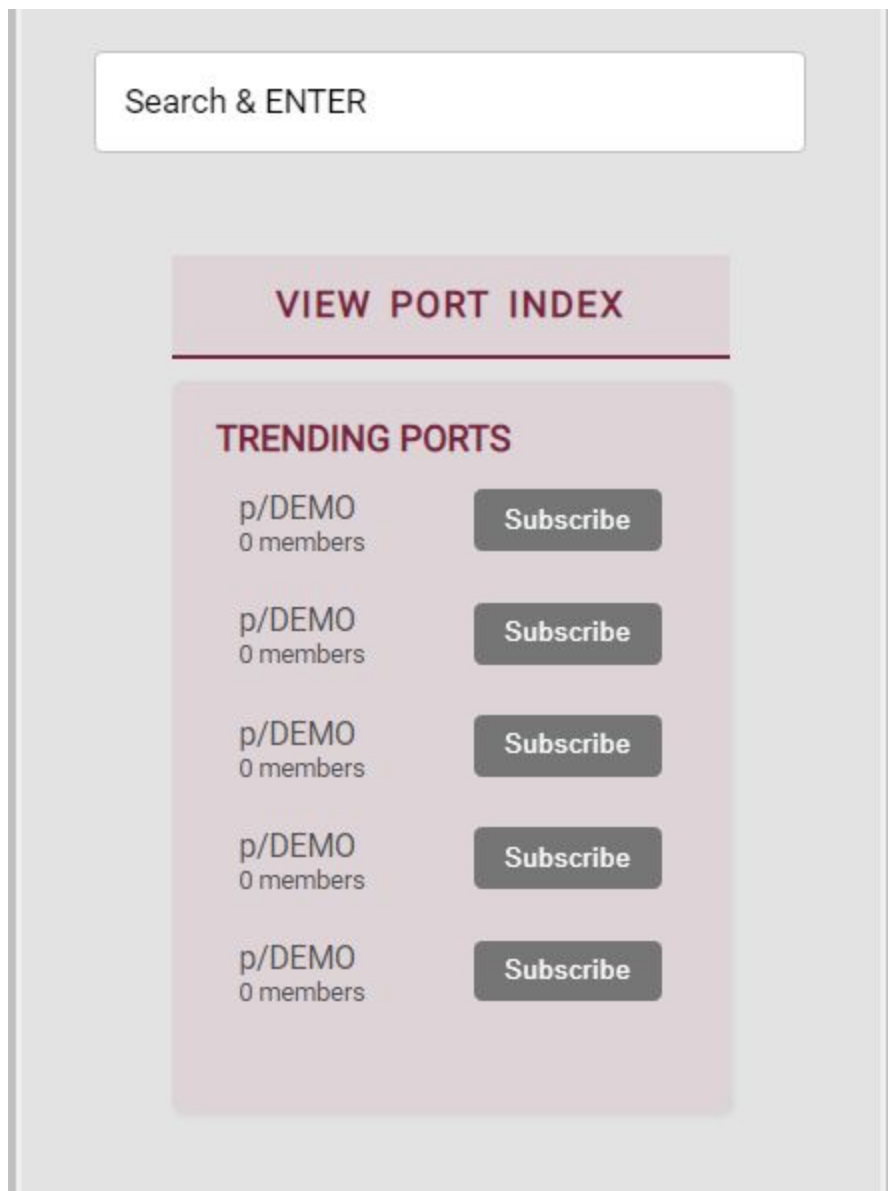 Search & ENTER
VIEW PORT INDEX
TRENDING PORTS
p/DEMO
0 members
Subscribe
p/DEMO
0 members
Subscribe
p/DEMO
0 members
Subscribe
p/DEMO
0 members
Subscribe
p/DEMO
0 members
Subscribe